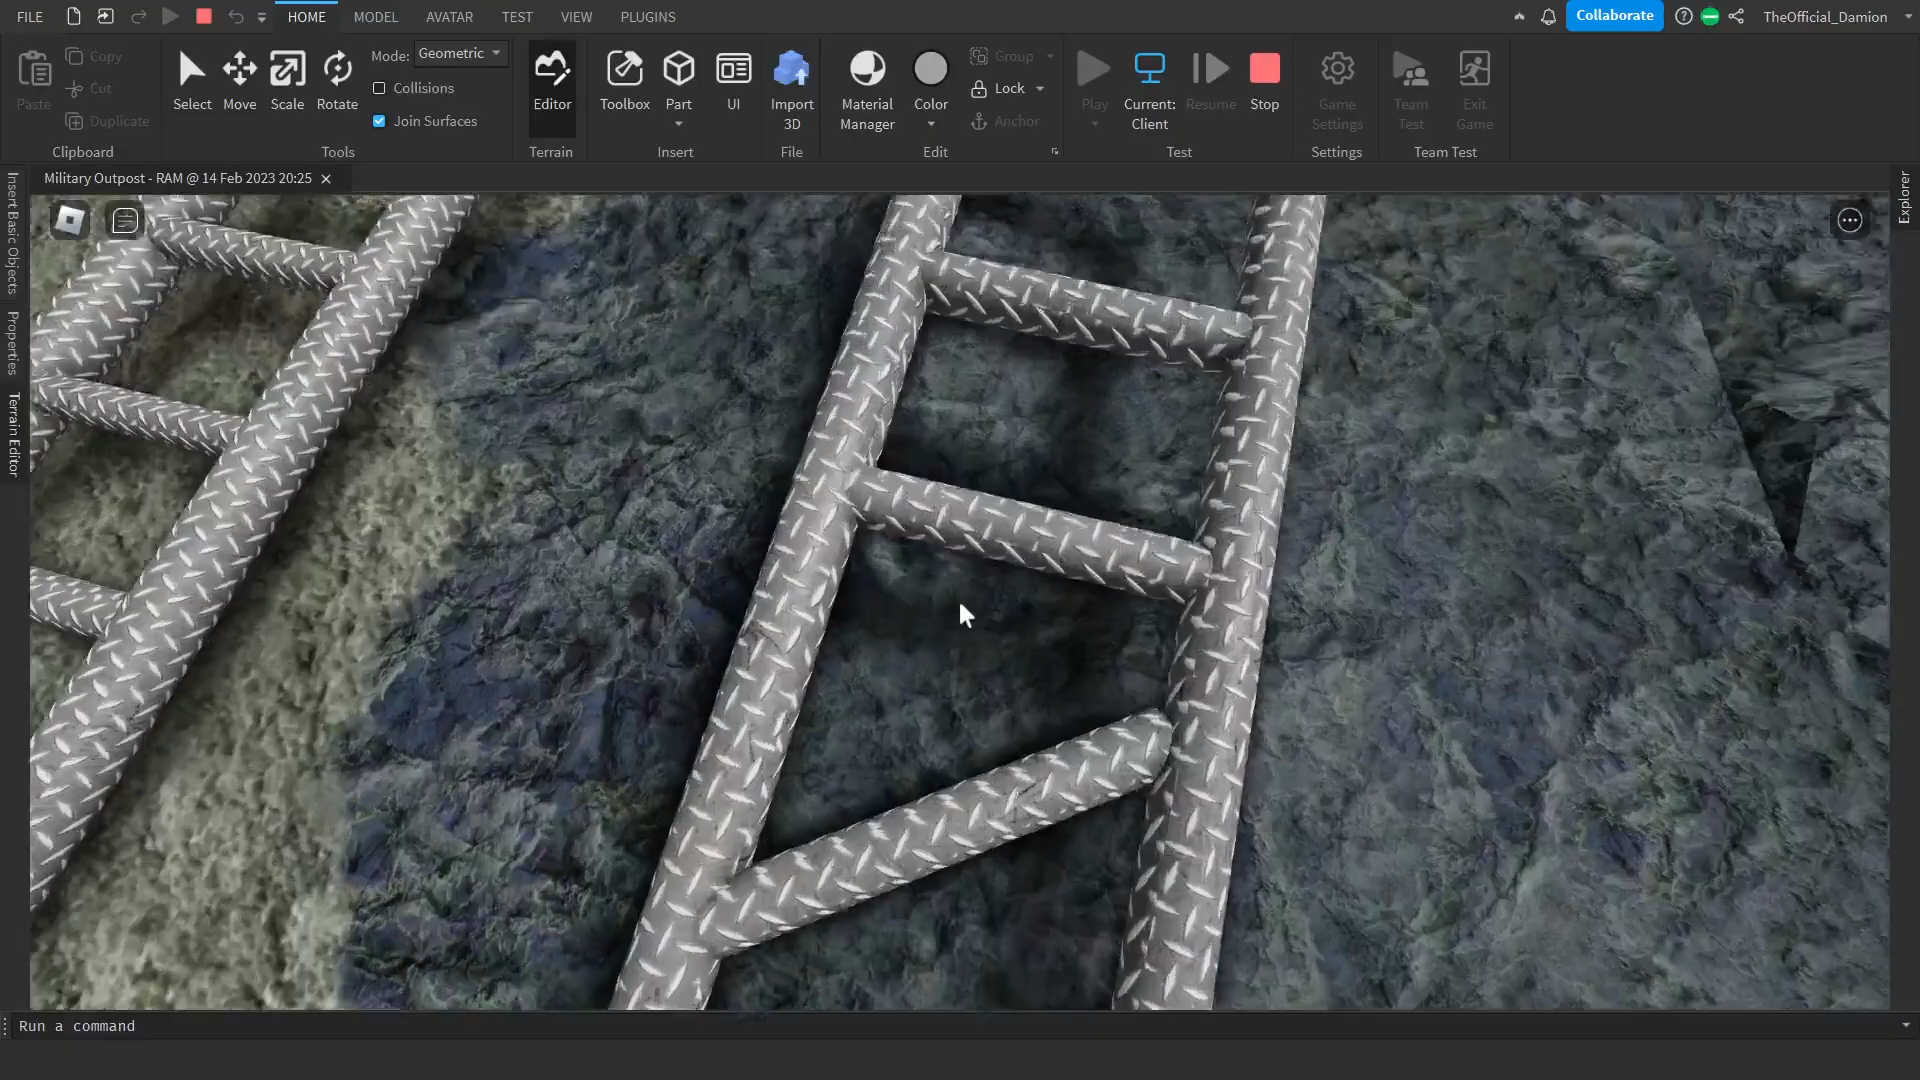 FILE HOME MODEL AVATAR TEST VIEW PLUGINS Collaborate TheOfficial_Damion
Paste Copy Cut Duplicate
Clipboard
Select Move Scale Rotate
Mode: Geometric
Collisions
Join Surfaces
Tools
Editor
Terrain
Toolbox Part UI
Insert
Import 3D
File
Material Manager Color
Group
Lock
Anchor
Edit
Play Current: Client Resume Stop
Test
Game Settings
Settings
Team Test Exit Game
Team Test
Military Outpost - RAM @ 14 Feb 2023 20:25
Insert Basic Objects
Properties
Terrain Editor
Explorer
Run a command